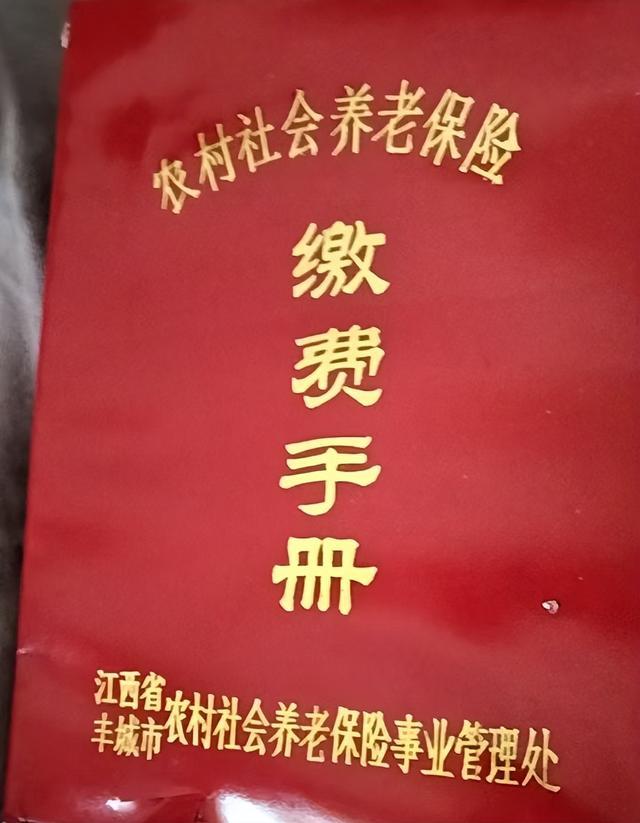 农村社会养老保险
缴费手册
江西省
丰城市
农村社会养老保险事业管理处